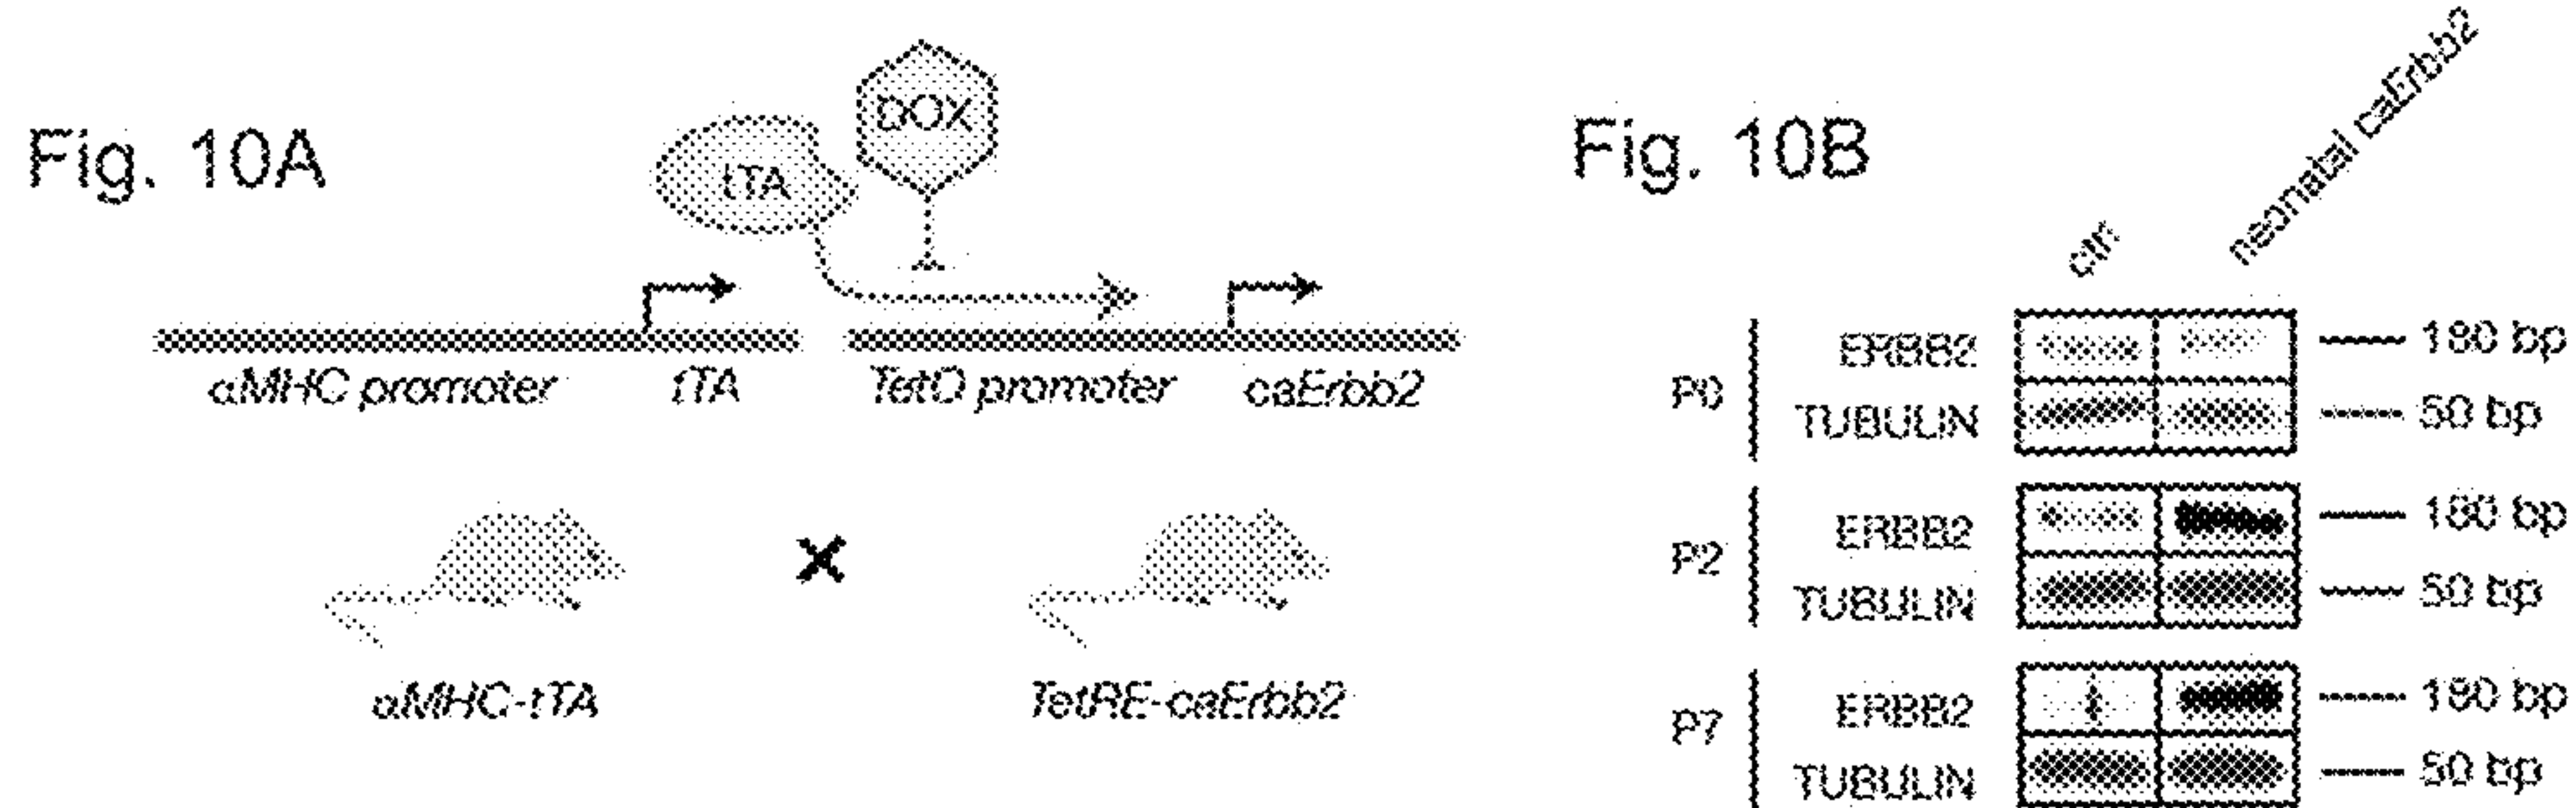 Fig. 10A
DOX
tTA
αMHC promoter tTA TetO promoter caErbb2
αMHC-tTA × TetRE-caErbb2
Fig. 10B
ctrl neonatal caErbb2
P0
ERBB2 180 bp
TUBULIN 50 bp
P2
ERBB2 180 bp
TUBULIN 50 bp
P7
ERBB2 180 bp
TUBULIN 50 bp